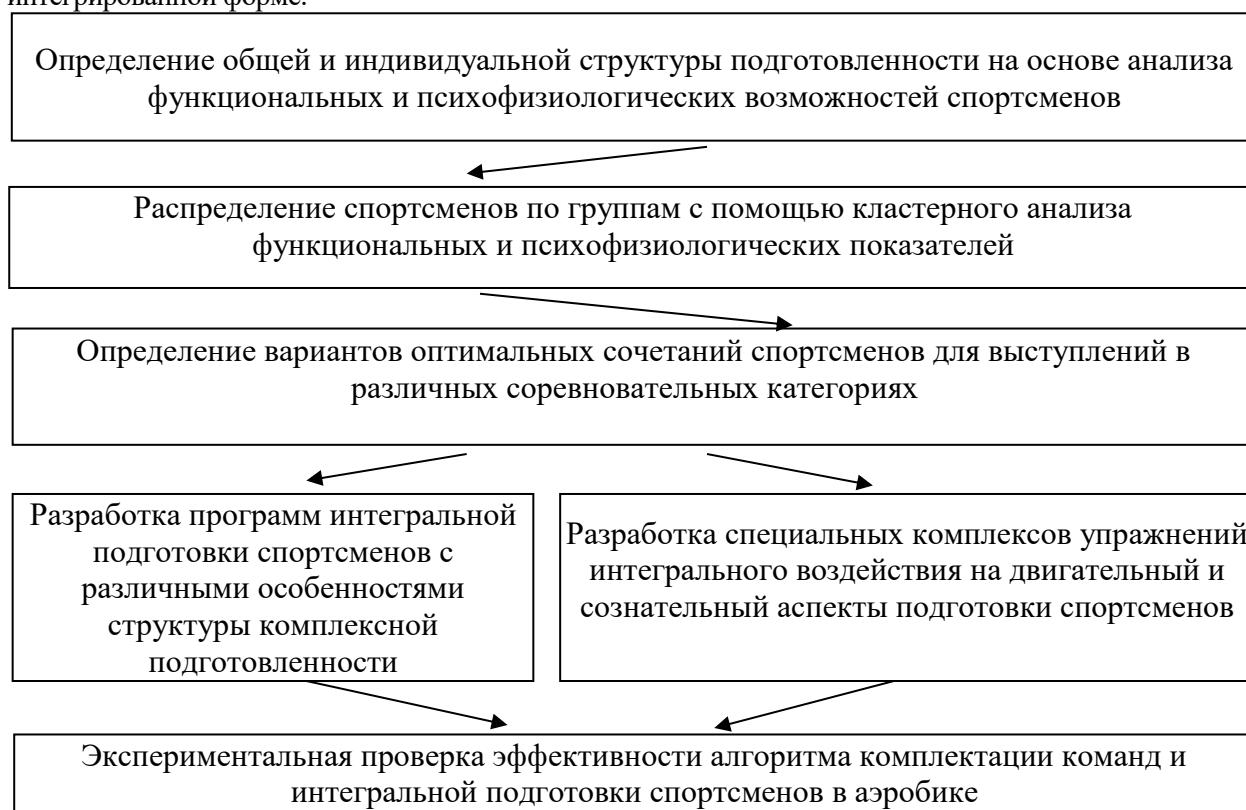 интегрированной форме.
Определение общей и индивидуальной структуры подготовленности на основе анализа
функциональных и психофизиологических возможностей спортсменов
Распределение спортсменов по группам с помощью кластерного анализа
функциональных и психофизиологических показателей
Определение вариантов оптимальных сочетаний спортсменов для выступлений в
различных соревновательных категориях
Разработка программ интегральной
подготовки спортсменов с
различными особенностями
структуры комплексной
подготовленности
Разработка специальных комплексов упражнений
интегрального воздействия на двигательный и
сознательный аспекты подготовки спортсменов
Экспериментальная проверка эффективности алгоритма комплектации команд и
интегральной подготовки спортсменов в аэробике